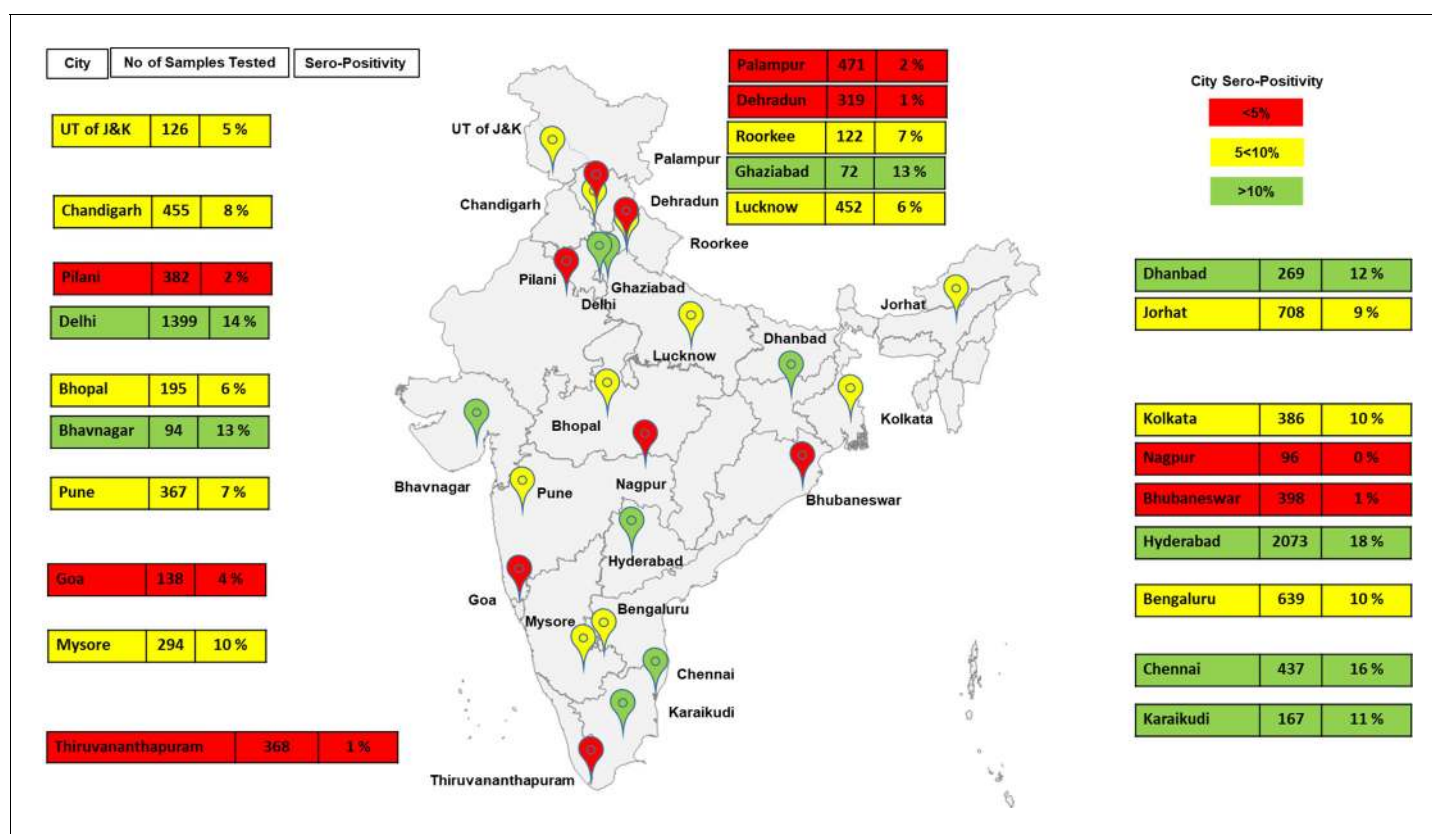 City No of Samples Tested Sero-Positivity
UT of J&K 126 5 %
Chandigarh 455 8 %
Pilani 382 2 %
Delhi 1399 14 %
Bhopal 195 6 %
Bhavnagar 94 13 %
Pune 367 7 %
Goa 138 4 %
Mysore 294 10 %
Thiruvananthapuram 368 1 %
Palampur 471 2 %
Dehradun 319 1 %
Roorkee 122 7 %
Ghaziabad 72 13 %
Lucknow 452 6 %
UT of J&K
Palampur
Chandigarh
Dehradun
Roorkee
Pilani
Ghaziabad
Delhi
Jorhat
Lucknow
Dhanbad
Kolkata
Bhopal
Bhavnagar
Pune
Nagpur
Bhubaneswar
Hyderabad
Goa
Bengaluru
Mysore
Chennai
Karaikudi
Thiruvananthapuram
City Sero-Positivity
<5%
5<10%
>10%
Dhanbad 269 12 %
Jorhat 708 9 %
Kolkata 386 10 %
Nagpur 96 0 %
Bhubaneswar 398 1 %
Hyderabad 2073 18 %
Bengaluru 639 10 %
Chennai 437 16 %
Karaikudi 167 11 %